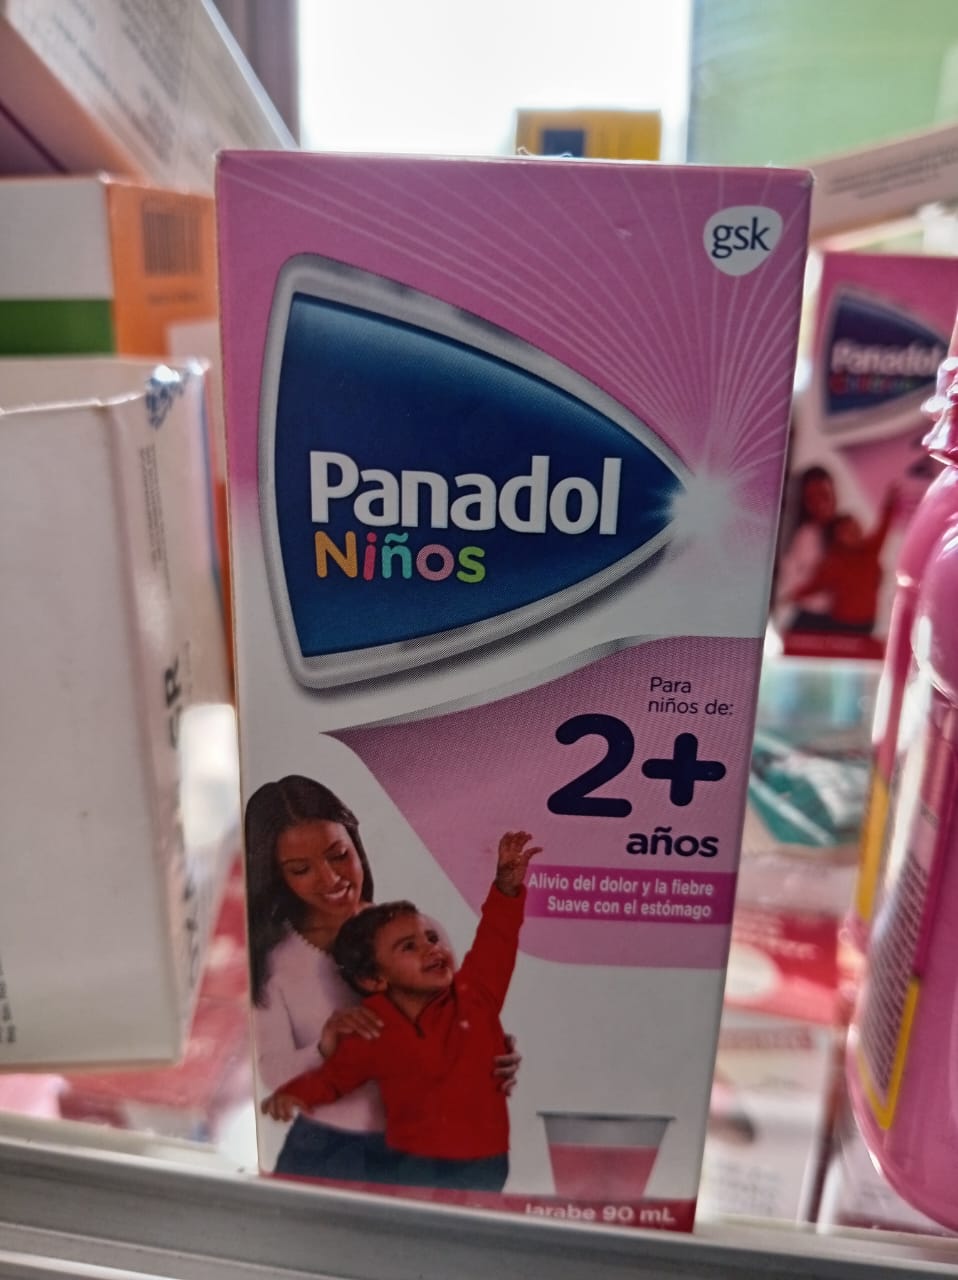 gsk
Panadol
Niños
Para
niños de:
2+
años
Alivio del dolor y la fiebre
Suave con el estómago
Jarabe 90 mL
Panadol